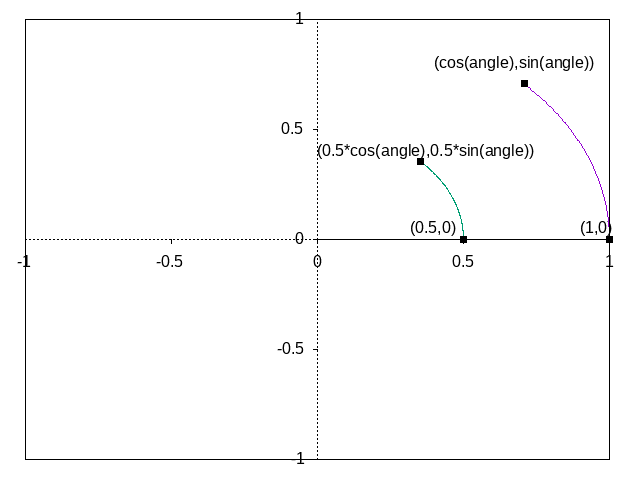 1
(cos(angle),sin(angle))
0.5
(0.5*cos(angle),0.5*sin(angle))
(0.5,0) (1,0)
0
-1 -0.5 0 0.5 1
-0.5
-1